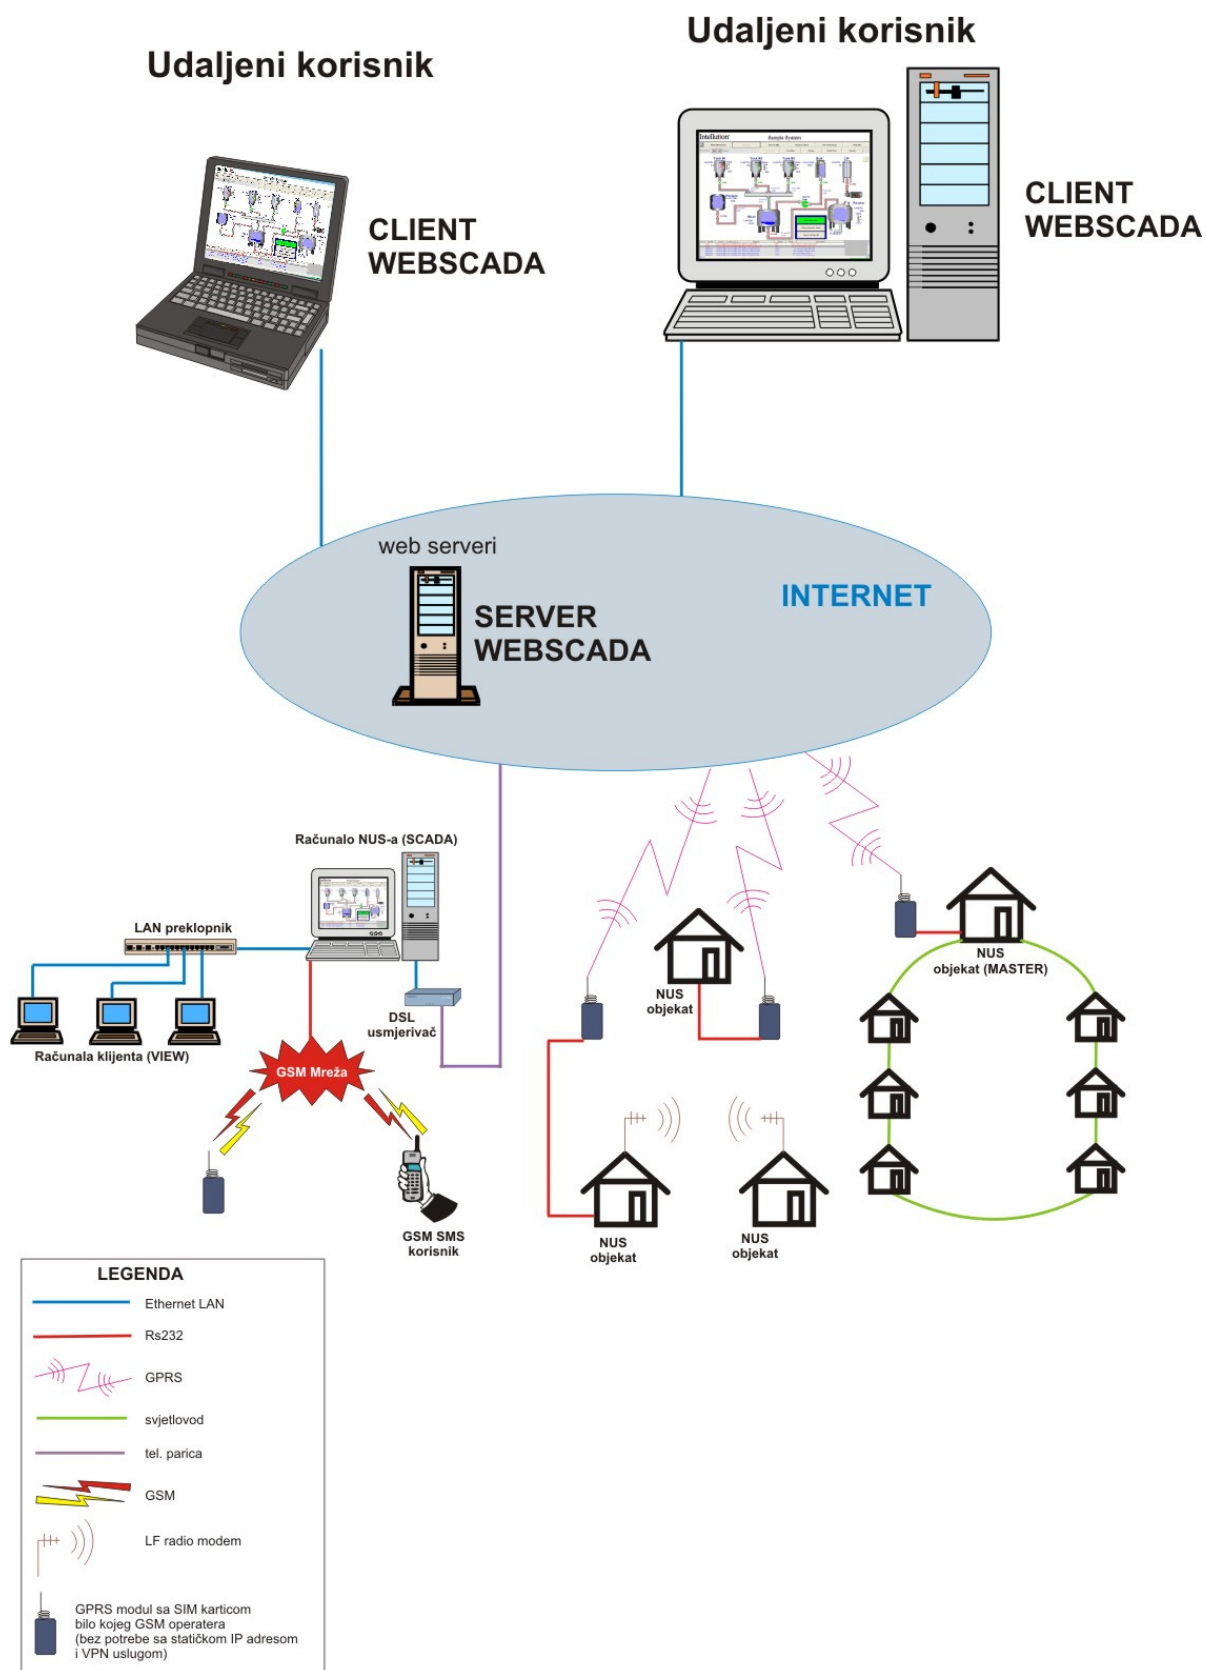 Udaljeni korisnik
Udaljeni korisnik
CLIENT
WEBSCADA
Intellution
Sample System
CLIENT
WEBSCADA
web serveri
SERVER
WEBSCADA
INTERNET
Računalo NUS-a (SCADA)
LAN preklopnik
DSL
usmjerivač
Računala klijenta (VIEW)
GSM Mreža
GSM SMS
korisnik
NUS
objekat
NUS
objekat (MASTER)
NUS
objekat
NUS
objekat
LEGENDA
Ethernet LAN
Rs232
GPRS
svjetlovod
tel. parica
GSM
LF radio modem
GPRS modul sa SIM karticom
bilo kojeg GSM operatera
(bez potrebe sa statičkom IP adresom
i VPN uslugom)